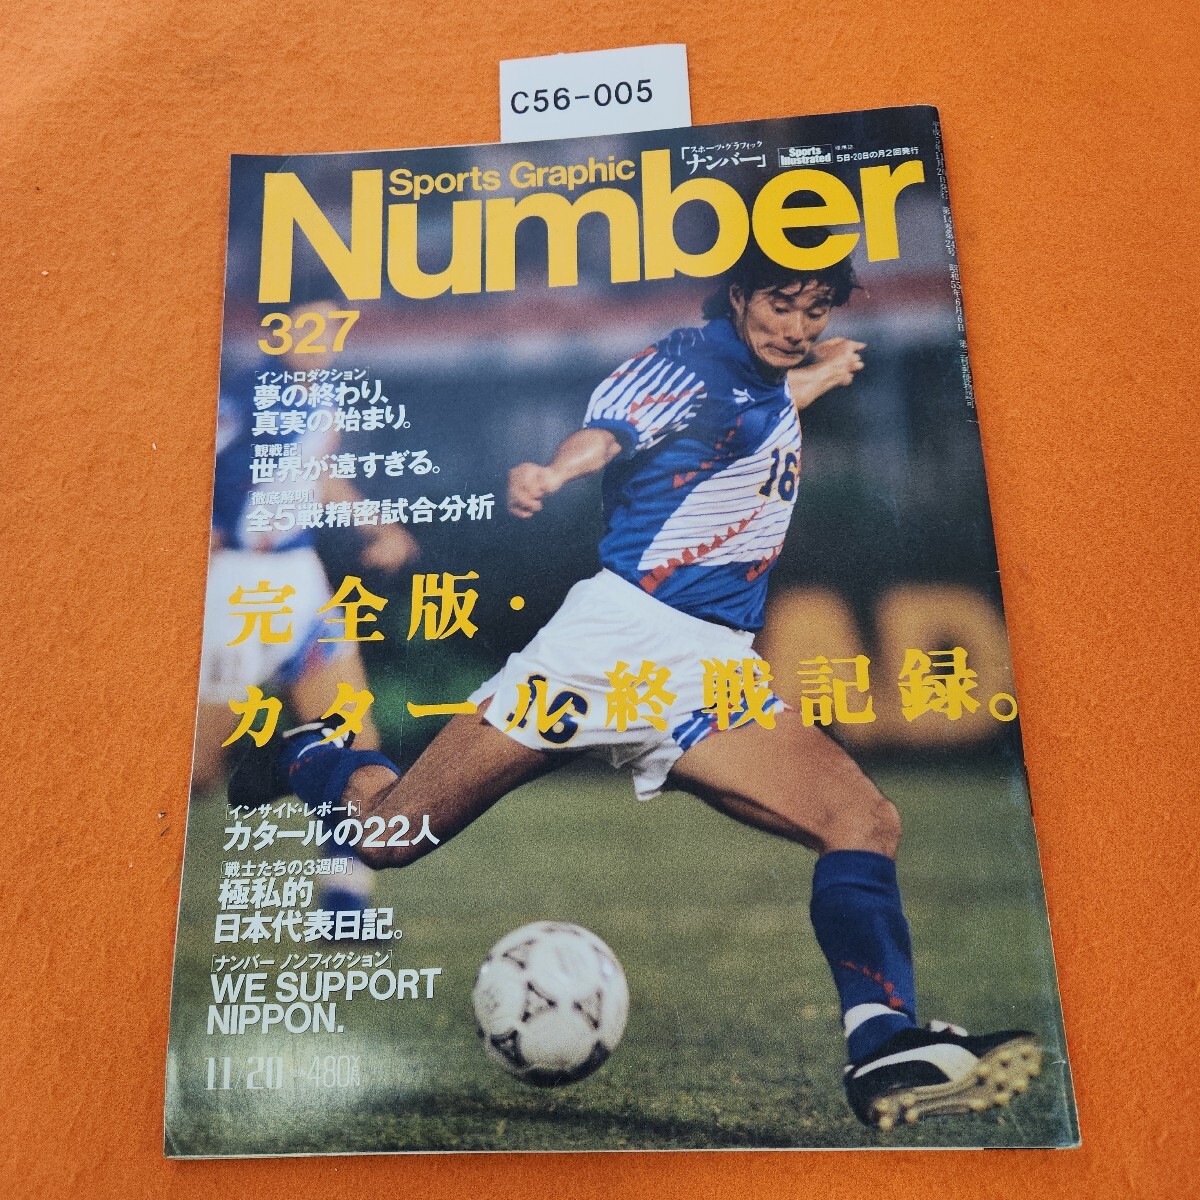 C56-005
スポーツ・グラフィック
「ナンバー」
Sports Illustrated
5日・20日の月2回発行
Sports Graphic
Number
327
[イントロダクション]
夢の終わり、
真実の始まり。
[観戦記]
世界が遠すぎる。
[徹底解明]
全5戦精密試合分析
16
完全版・
カタール終戦記録。
16
[インサイド・レポート]
カタールの22人
[戦士たちの3週間]
極私的
日本代表日記。
[ナンバー ノンフィクション]
WE SUPPORT
NIPPON.
11/20 480